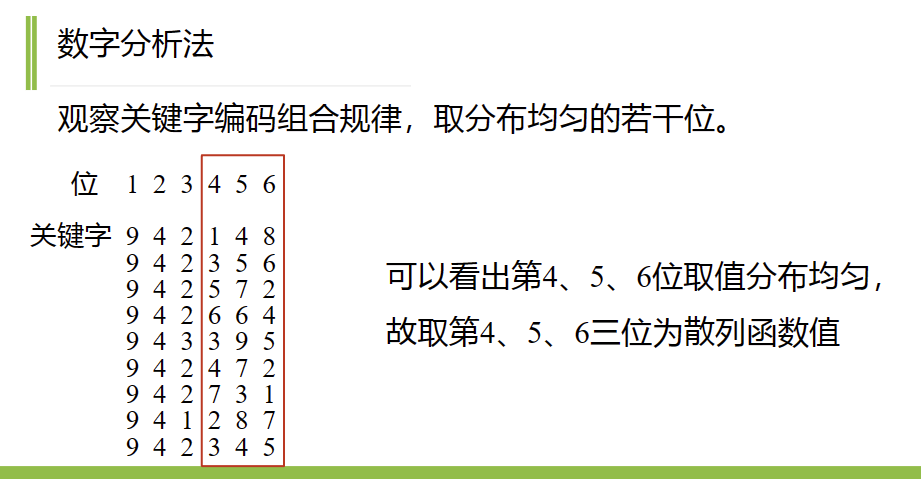 数字分析法
观察关键字编码组合规律，取分布均匀的若干位。
位 1 2 3 4 5 6
关键字 9 4 2 1 4 8
9 4 2 3 5 6
9 4 2 5 7 2
9 4 2 6 6 4
9 4 3 3 9 5
9 4 2 4 7 2
9 4 2 7 3 1
9 4 1 2 8 7
9 4 2 3 4 5
可以看出第4、5、6位取值分布均匀，
故取第4、5、6三位为散列函数值